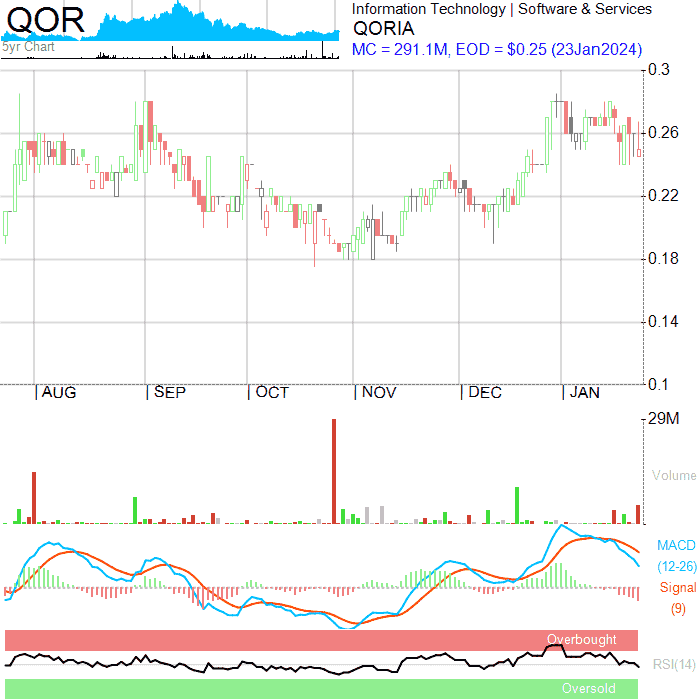 QOR
5yr Chart
Information Technology | Software & Services
QORIA
MC = 291.1M, EOD = $0.25 (23Jan2024)
0.3
0.26
0.22
0.18
0.14
0.1
|AUG |SEP |OCT |NOV |DEC |JAN
29M
Volume
MACD
(12-26)
Signal
(9)
Overbought
RSI(14)
Oversold